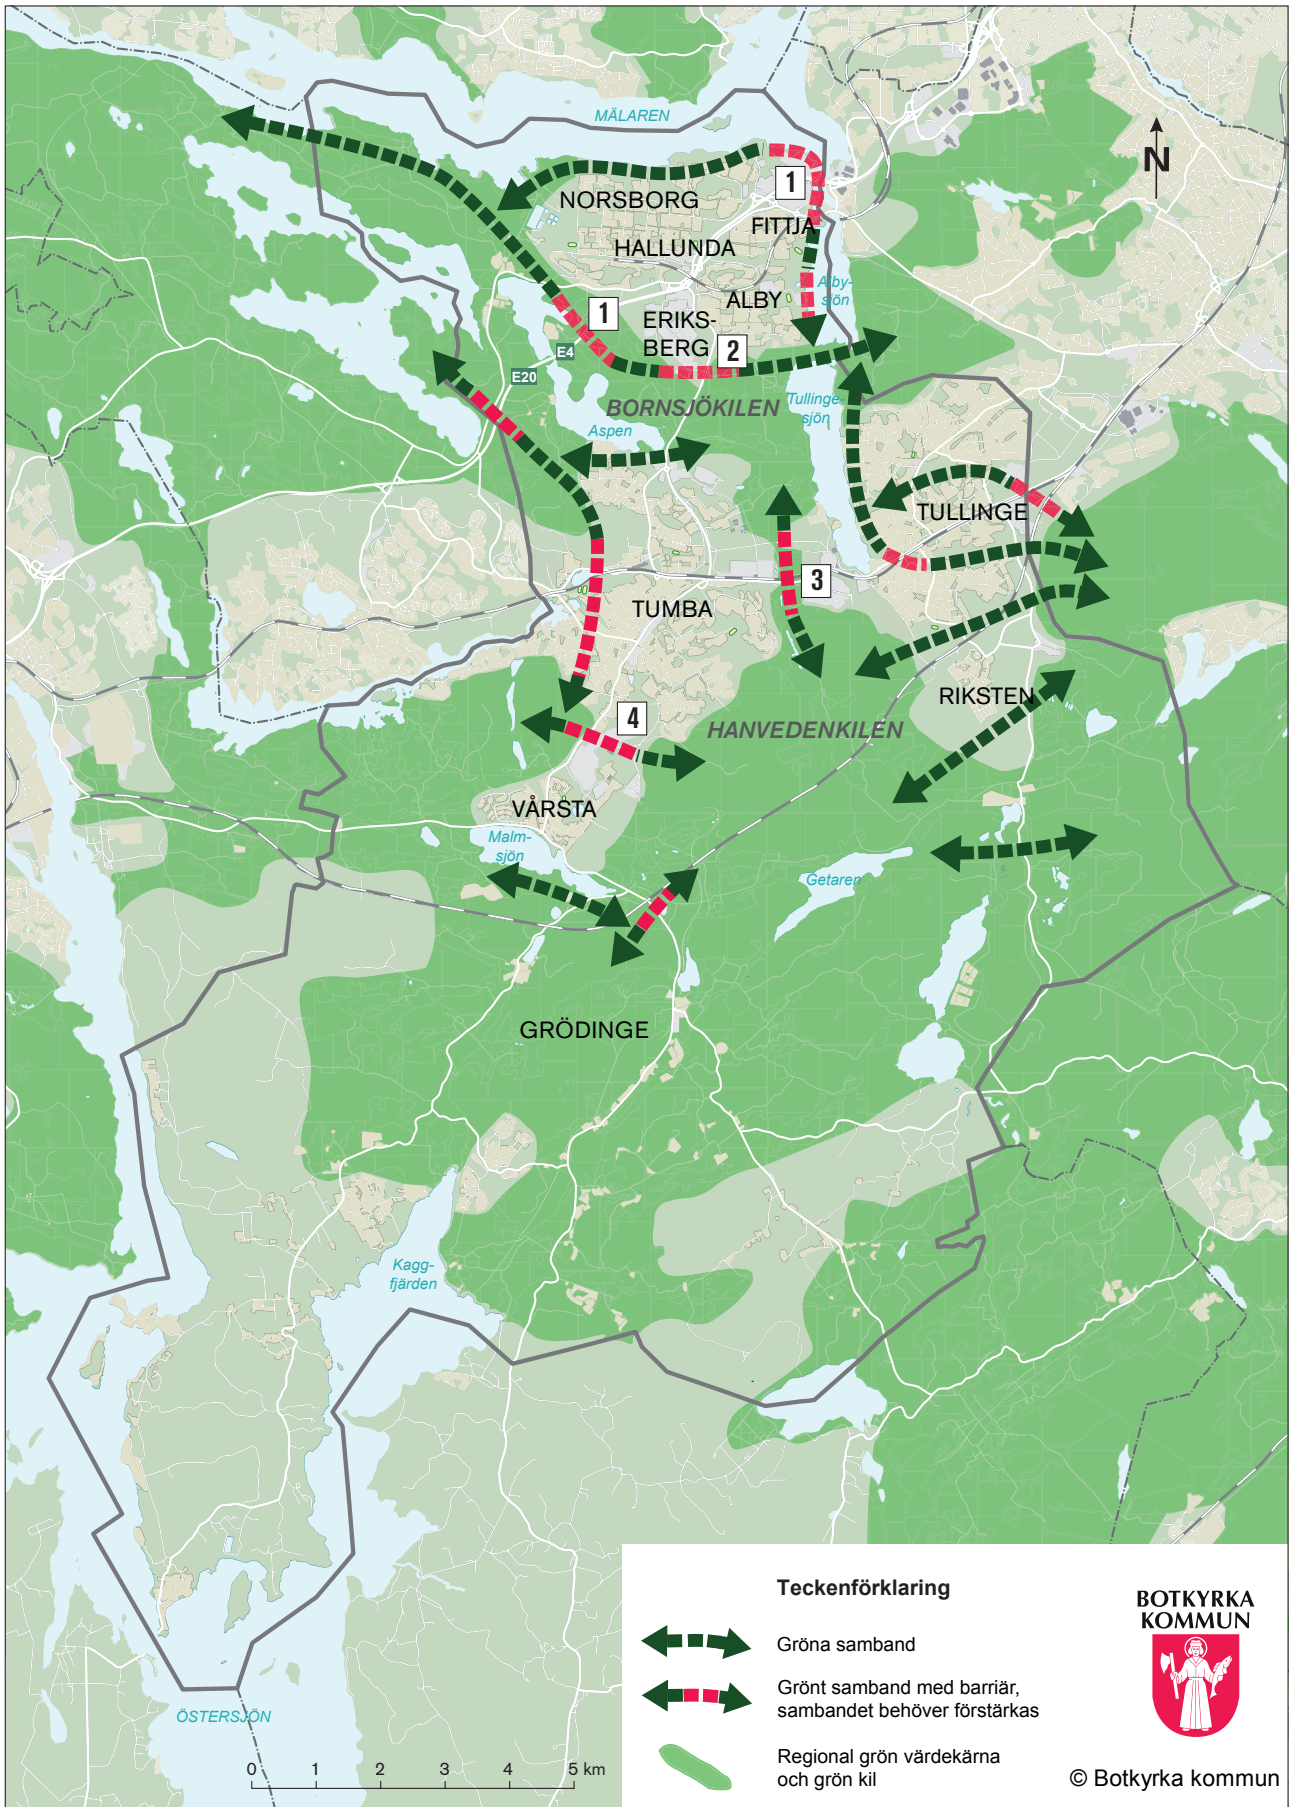 MÄLAREN
N
1
NORSBORG
FITTJA
HALLUNDA
Alby-
sjön
ALBY
1
ERIKS-
BERG
2
E4
E20
BORNSJÖKILEN
Tullinge-
sjön
Aspen
TULLINGE
3
TUMBA
RIKSTEN
4
HANVEDENKILEN
VÅRSTA
Malm-
sjön
Getaren
GRÖDINGE
Kagg-
fjärden
ÖSTERSJÖN
0 1 2 3 4 5 km
Teckenförklaring
Gröna samband
Grönt samband med barriär,
sambandet behöver förstärkas
Regional grön värdekärna
och grön kil
BOTKYRKA
KOMMUN
© Botkyrka kommun